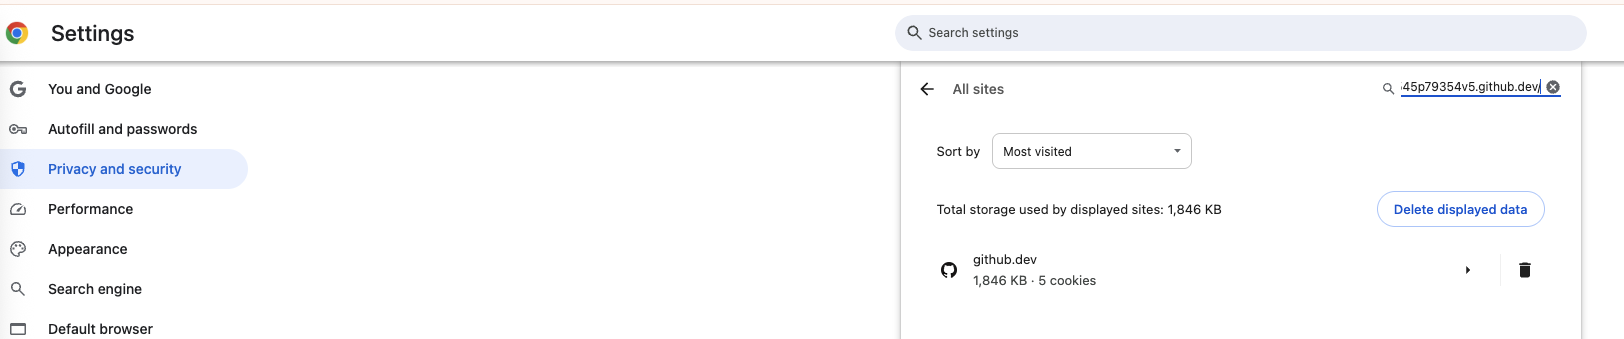 Settings
Search settings
You and Google
All sites
45p79354v5.github.dev/
Autofill and passwords
Sort by
Most visited
Privacy and security
Performance
Total storage used by displayed sites: 1,846 KB
Delete displayed data
Appearance
github.dev
1,846 KB · 5 cookies
Search engine
Default browser